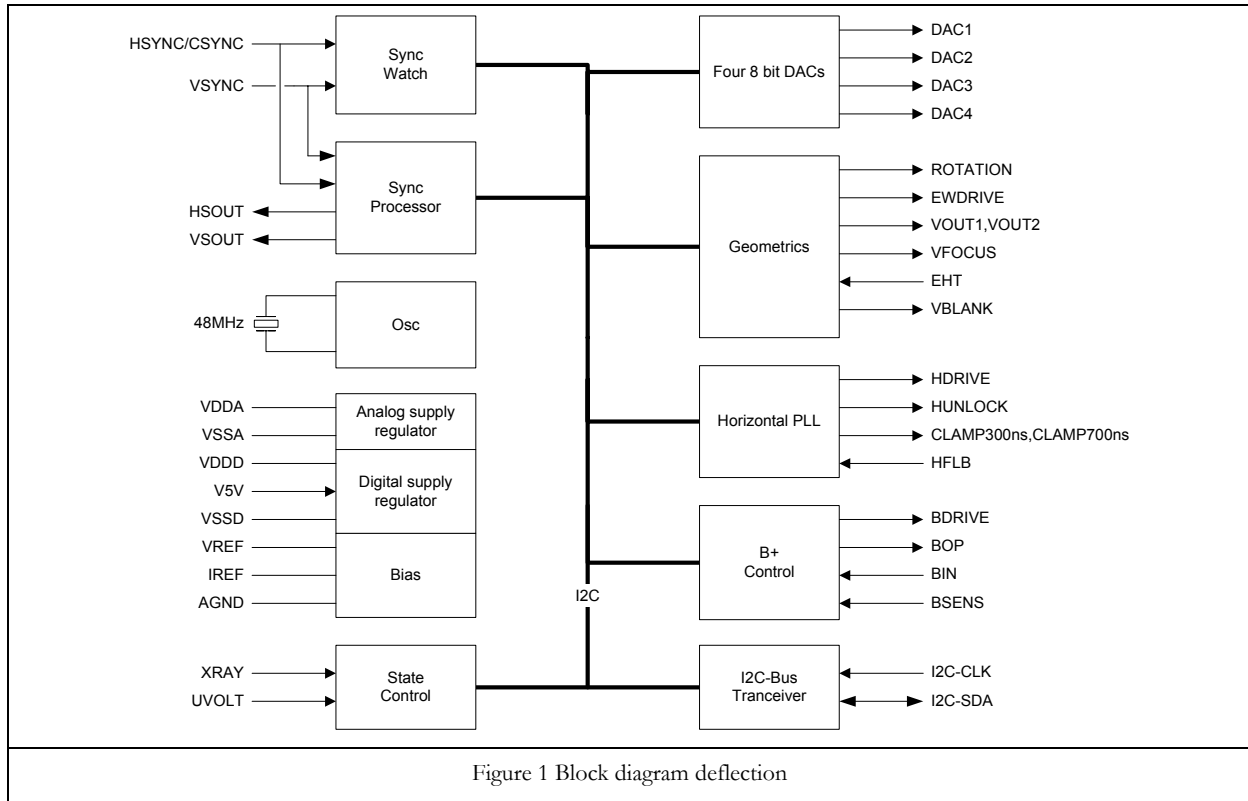 HSYNC/CSYNC
VSYNC
HSOUT
VSOUT
48MHz
VDDA
VSSA
VDDD
V5V
VSSD
VREF
IREF
AGND
XRAY
UVOLT
Sync
Watch
Sync
Processor
Osc
Analog supply
regulator
Digital supply
regulator
Bias
State
Control
I2C
Four 8 bit DACs
Geometrics
Horizontal PLL
B+
Control
I2C-Bus
Tranceiver
DAC1
DAC2
DAC3
DAC4
ROTATION
EWDRIVE
VOUT1,VOUT2
VFOCUS
EHT
VBLANK
HDRIVE
HUNLOCK
CLAMP300ns,CLAMP700ns
HFLB
BDRIVE
BOP
BIN
BSENS
I2C-CLK
I2C-SDA
Figure 1 Block diagram deflection